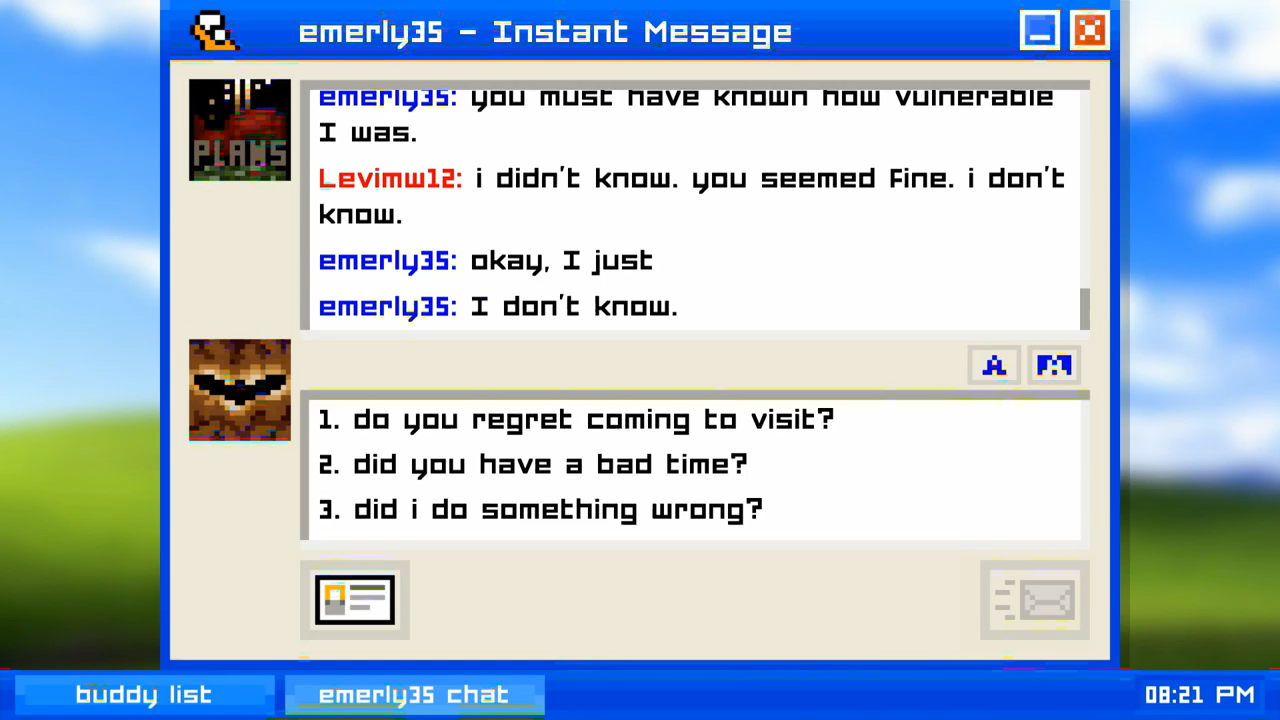 emerly35 - Instant Message
emerly35: you must have known how vulnerable
I was.
PLANS
Levimw12: i didn't know. you seemed fine. i don't
know.
emerly35: okay, I just
emerly35: I don't know.
A
1. do you regret coming to visit?
2. did you have a bad time?
3. did i do something wrong?
buddy list
emerly35 chat
08:21 PM